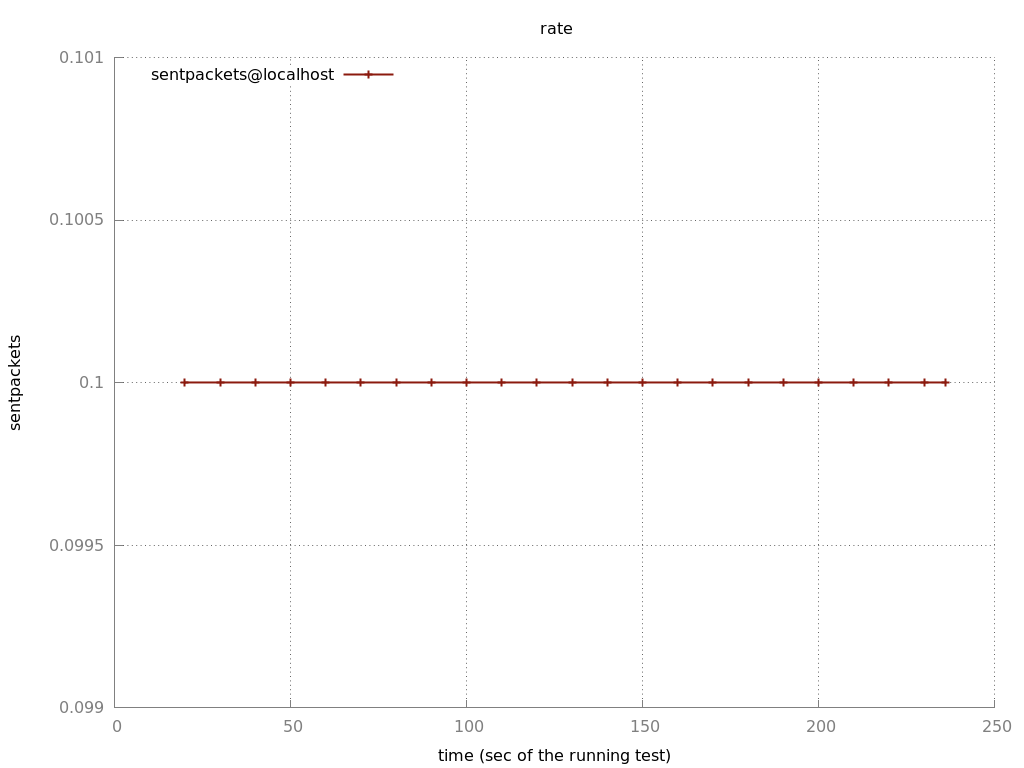 rate
0.101
sentpackets@localhost
0.1005
0.1
0.0995
0.099
sentpackets
0 50 100 150 200 250
time (sec of the running test)